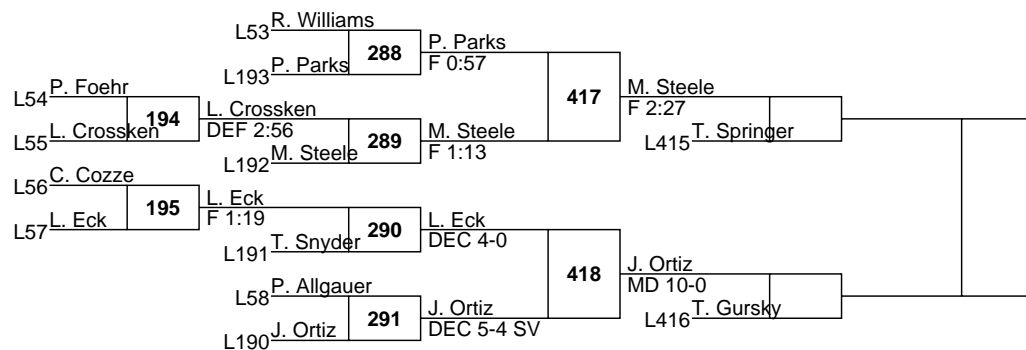 R. Williams
L53
288
P. Parks
F 0:57
P. Parks
L193
P. Foehr
L54
194
L. Crossken
DEF 2:56
L. Crossken
L55
289
M. Steele
F 1:13
M. Steele
L192
417
M. Steele
F 2:27
T. Springer
L415
C. Cozze
L56
195
L. Eck
F 1:19
L. Eck
L57
290
L. Eck
DEC 4-0
T. Snyder
L191
418
J. Ortiz
MD 10-0
T. Gursky
L416
P. Allgauer
L58
291
J. Ortiz
DEC 5-4 SV
J. Ortiz
L190